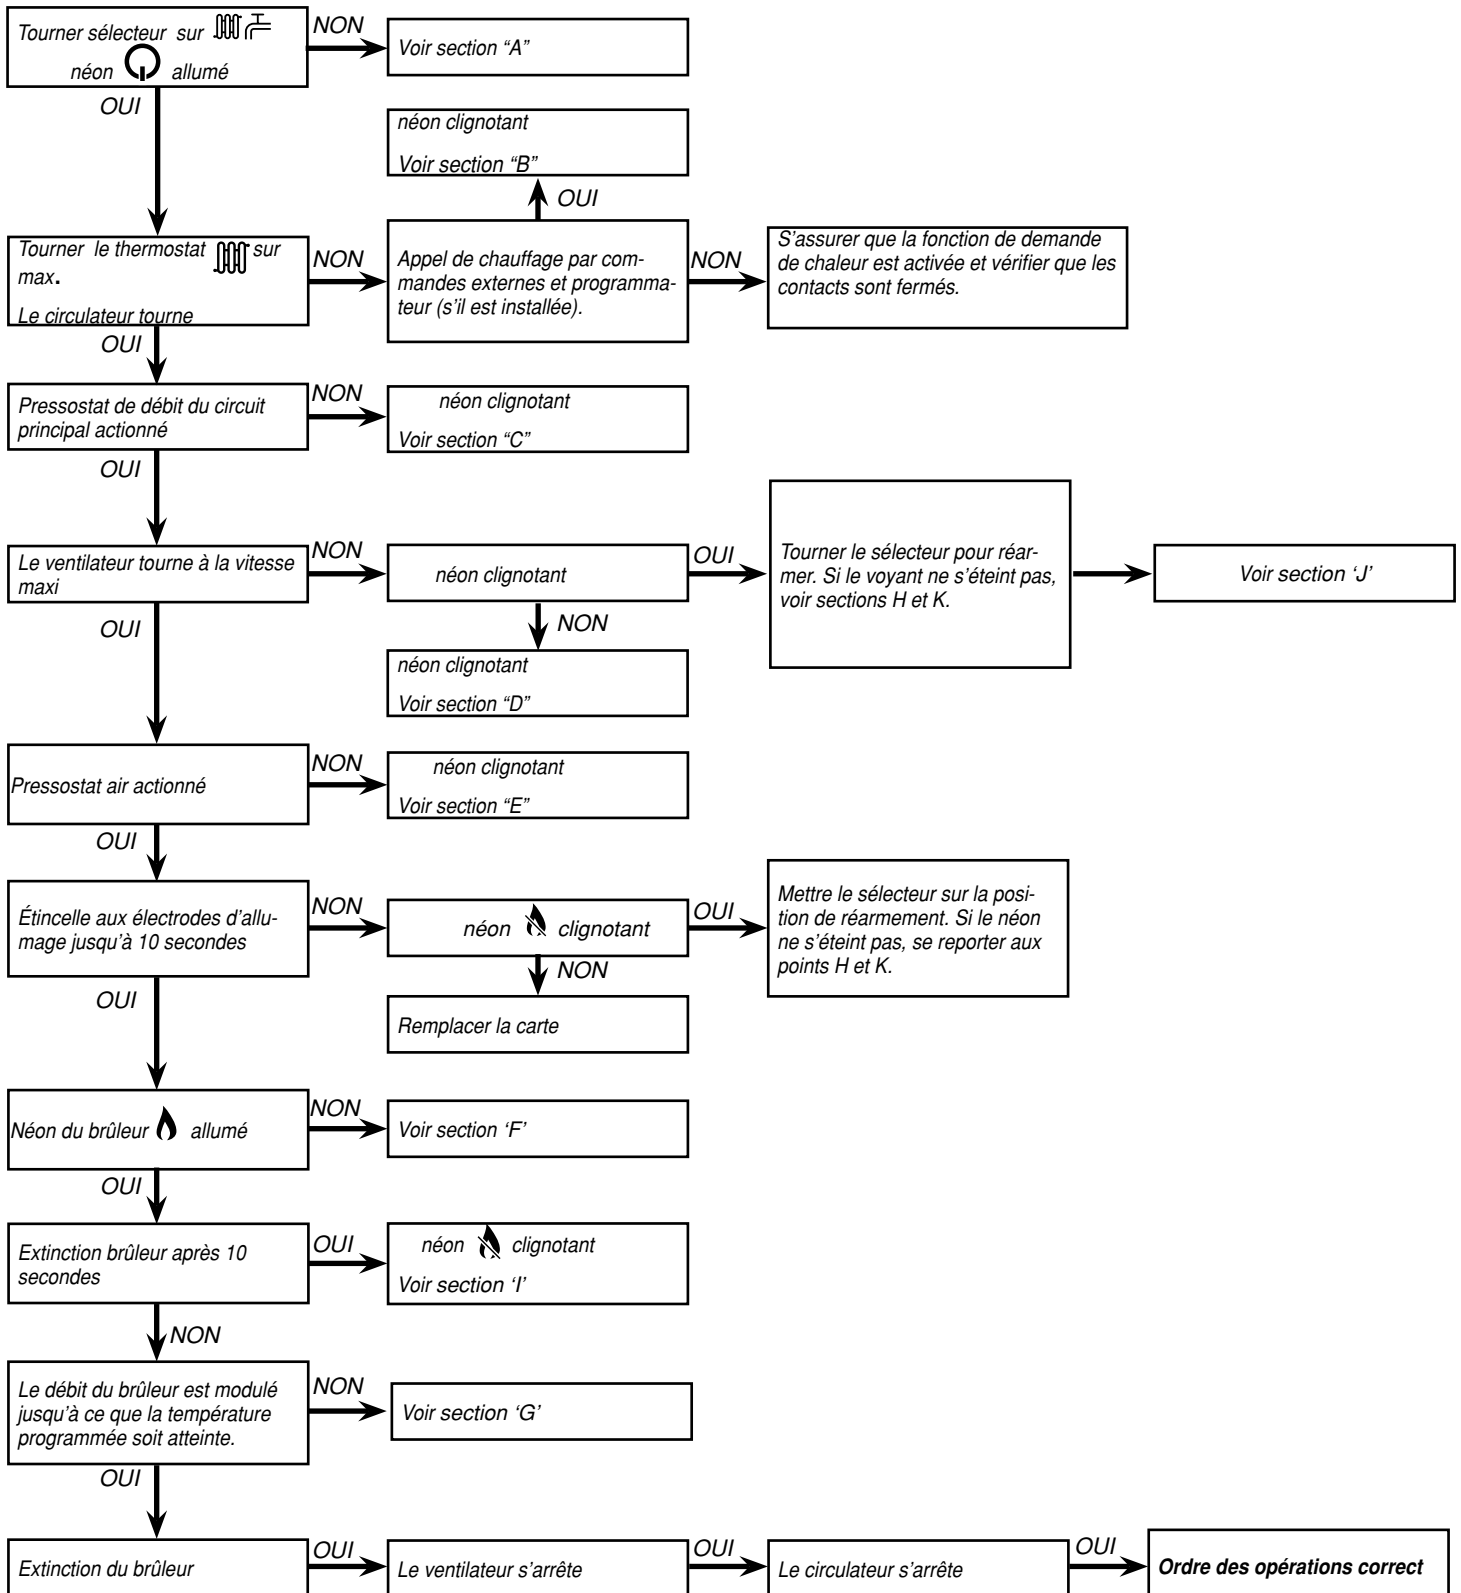 Tourner sélecteur sur
néon allumé
NON
Voir section “A”
OUI
néon clignotant
Voir section “B”
OUI
Tourner le thermostat sur
max.
Le circulateur tourne
NON
Appel de chauffage par com-
mandes externes et programma-
teur (s’il est installée).
NON
S’assurer que la fonction de demande
de chaleur est activée et vérifier que les
contacts sont fermés.
OUI
Pressostat de débit du circuit
principal actionné
NON
néon clignotant
Voir section “C”
OUI
Le ventilateur tourne à la vitesse
maxi
NON
néon clignotant
OUI
Tourner le sélecteur pour réar-
mer. Si le voyant ne s’éteint pas,
voir sections H et K.
Voir section ‘J’
NON
néon clignotant
Voir section “D”
OUI
Pressostat air actionné
NON
néon clignotant
Voir section “E”
OUI
Étincelle aux électrodes d’allu-
mage jusqu’à 10 secondes
NON
néon clignotant
OUI
Mettre le sélecteur sur la posi-
tion de réarmement. Si le néon
ne s’éteint pas, se reporter aux
points H et K.
NON
Remplacer la carte
OUI
Néon du brûleur allumé
NON
Voir section ‘F’
OUI
Extinction brûleur après 10
secondes
OUI
néon clignotant
Voir section ‘I’
NON
Le débit du brûleur est modulé
jusqu’à ce que la température
programmée soit atteinte.
NON
Voir section ‘G’
OUI
Extinction du brûleur
OUI
Le ventilateur s’arrête
OUI
Le circulateur s’arrête
OUI
Ordre des opérations correct